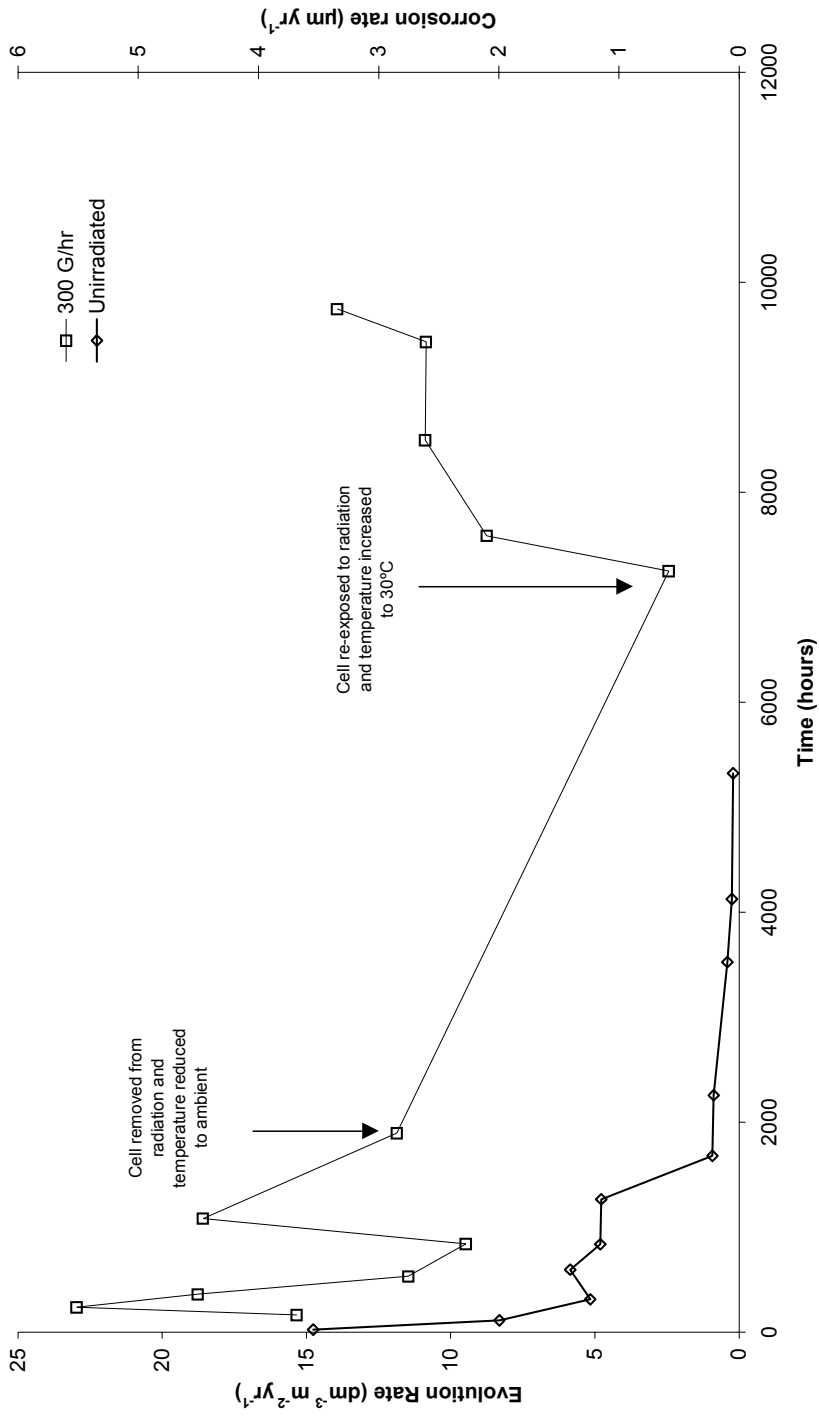 Corrosion rate (µm yr⁻¹)
6
5
4
3
2
1
0
300 G/hr
Unirradiated
Cell removed from
radiation and
temperature reduced
to ambient
Cell re-exposed to radiation
and temperature increased
to 30ºC
25
20
15
10
5
0
Evolution Rate (dm⁻³ m⁻² yr⁻¹)
0
2000
4000
6000
8000
10000
12000
Time (hours)